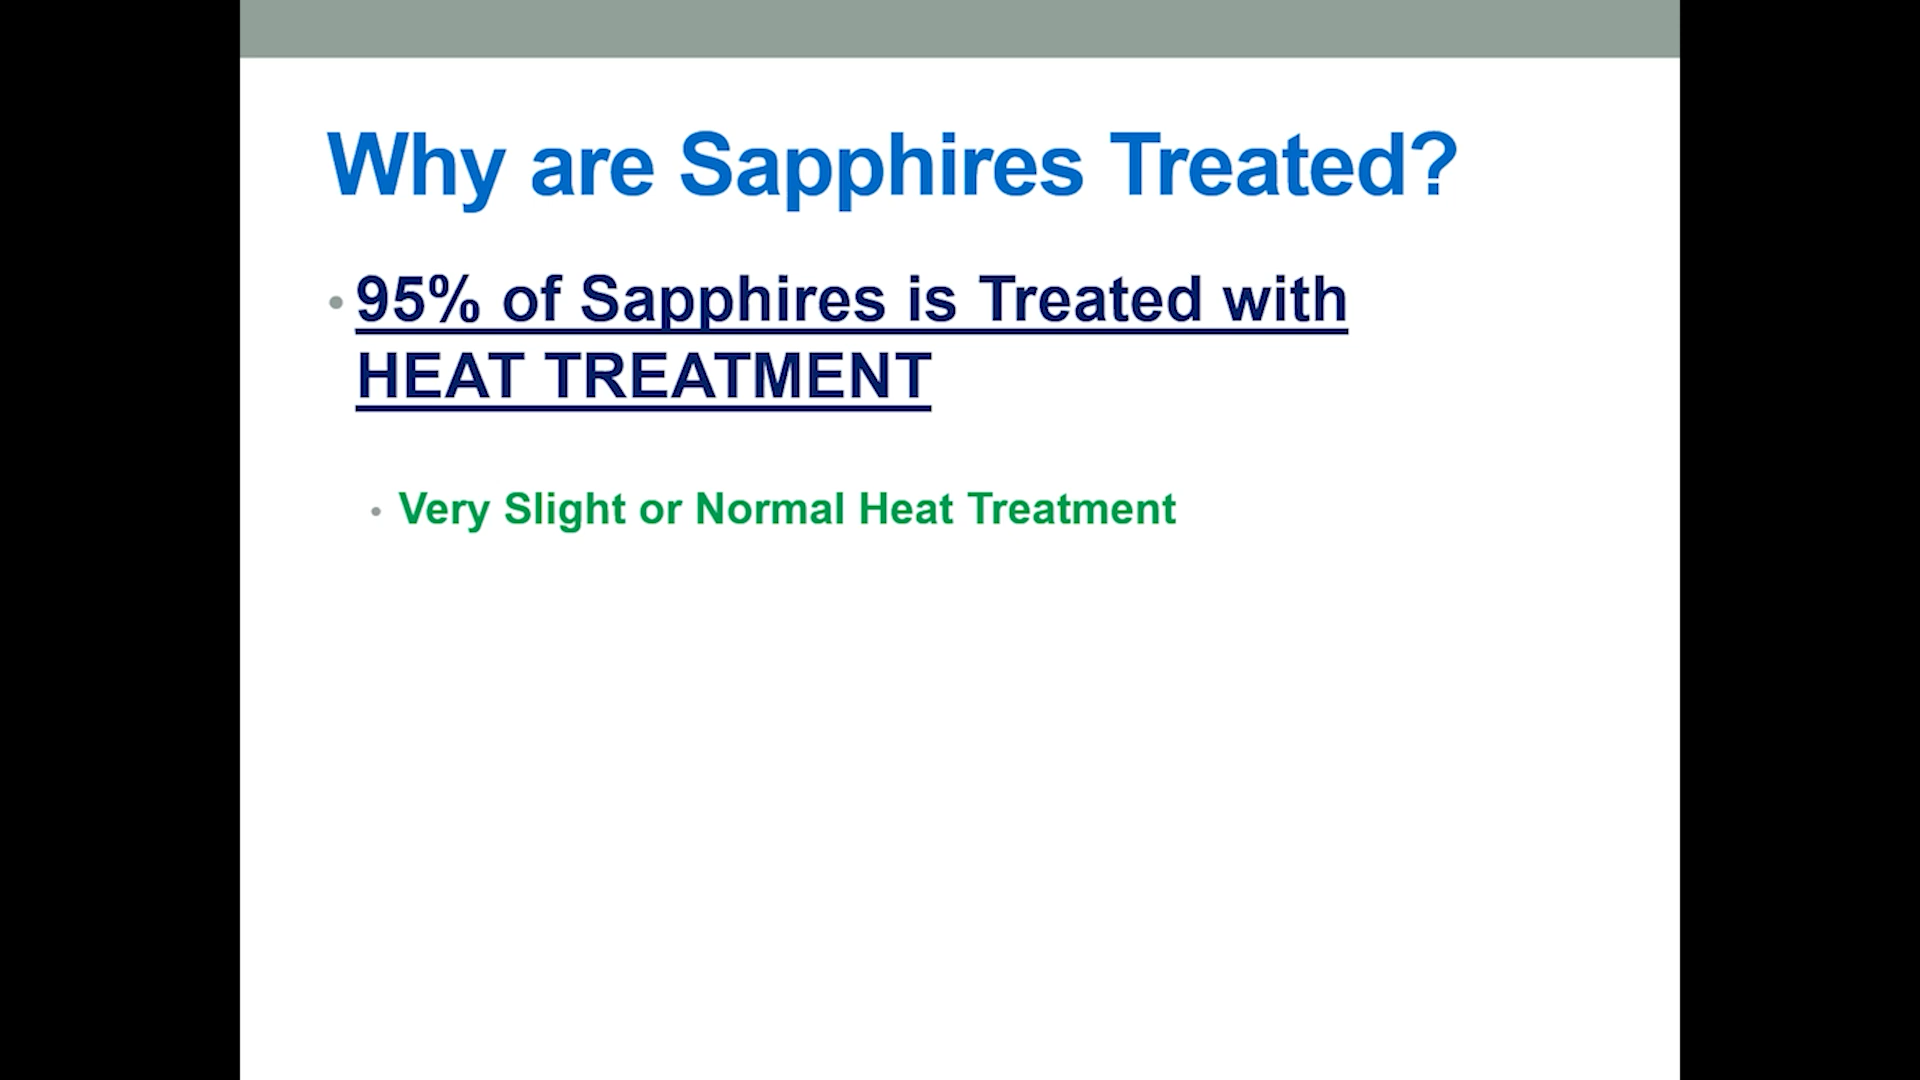 Why are Sapphires Treated?
• 95% of Sapphires is Treated with
HEAT TREATMENT
• Very Slight or Normal Heat Treatment